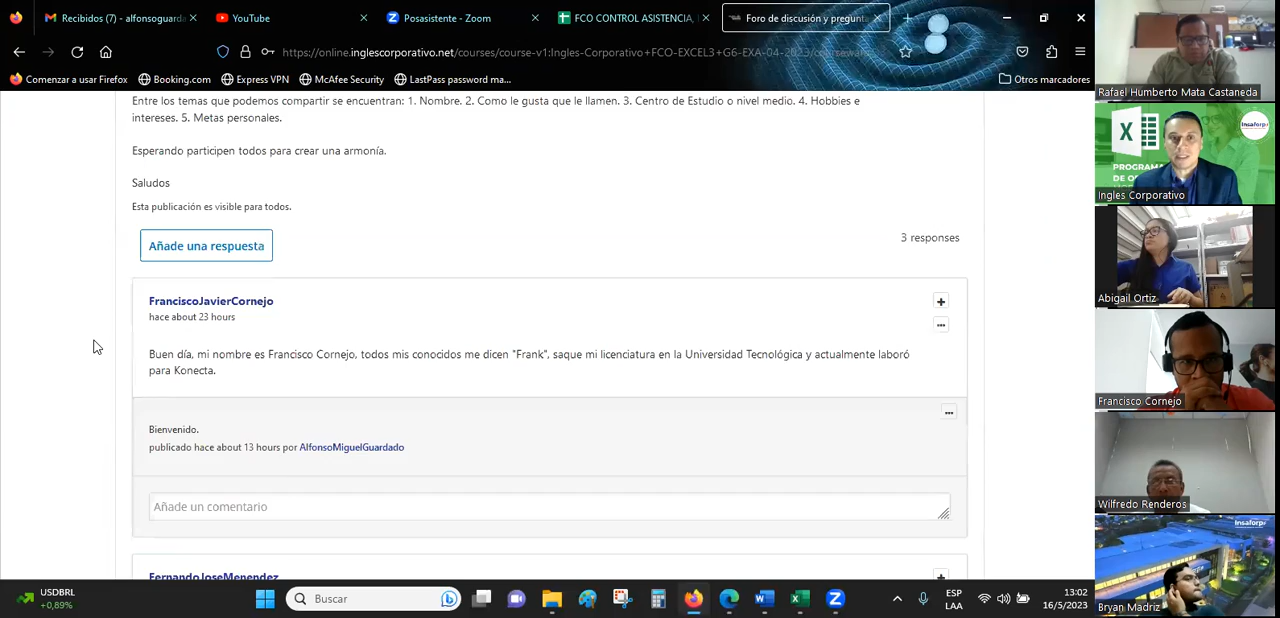 Recibidos (7) - alfonsoguarda
YouTube
Posasistente - Zoom
FCO CONTROL ASISTENCIA,
Foro de discusión y pregunta
https://online.inglescorporativo.net/courses/course-v1:Ingles-Corporativo+FCO-EXCEL3+G6-EXA-04-2023/coursewa
Comenzar a usar Firefox
Booking.com
Express VPN
McAfee Security
LastPass password ma...
Otros marcadores
Entre los temas que podemos compartir se encuentran: 1. Nombre. 2. Como le gusta que le llamen. 3. Centro de Estudio o nivel medio. 4. Hobbies e
intereses. 5. Metas personales.
Esperando participen todos para crear una armonía.
Saludos
Esta publicación es visible para todos.
Añade una respuesta
3 responses
FranciscoJavierCornejo
hace about 23 hours
Buen día, mi nombre es Francisco Cornejo, todos mis conocidos me dicen "Frank", saque mi licenciatura en la Universidad Tecnológica y actualmente laboró
para Konecta.
Bienvenido.
publicado hace about 13 hours por AlfonsoMiguelGuardado
Añade un comentario
FernandoJoseMenendez
USDBRL
+0,89%
Buscar
ESP
LAA
13:02
16/5/2023
Rafael Humberto Mata Castaneda
Insaforp
PROGRAMA
DE
Ingles Corporativo
Abigail Ortiz
Francisco Cornejo
Wilfredo Renderos
Insaforp
Bryan Madriz